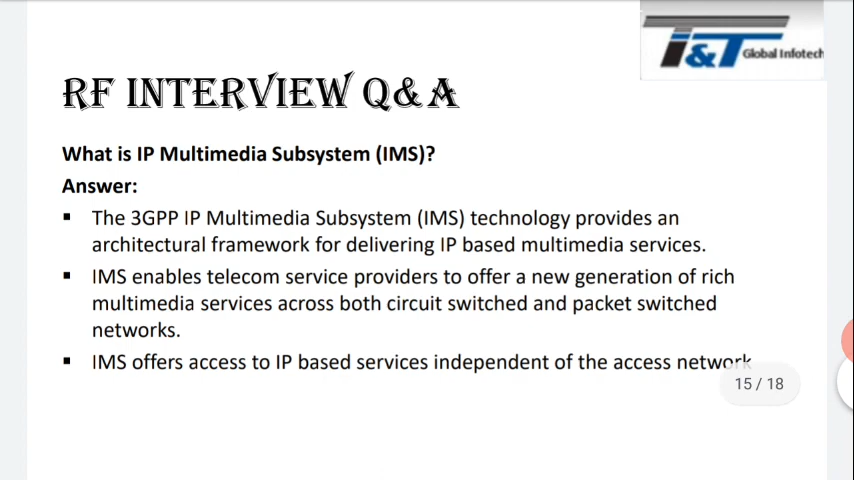 T&T Global Infotech
RF INTERVIEW Q&A
What is IP Multimedia Subsystem (IMS)?
Answer:
▪ The 3GPP IP Multimedia Subsystem (IMS) technology provides an
architectural framework for delivering IP based multimedia services.
▪ IMS enables telecom service providers to offer a new generation of rich
multimedia services across both circuit switched and packet switched
networks.
▪ IMS offers access to IP based services independent of the access network
15 / 18